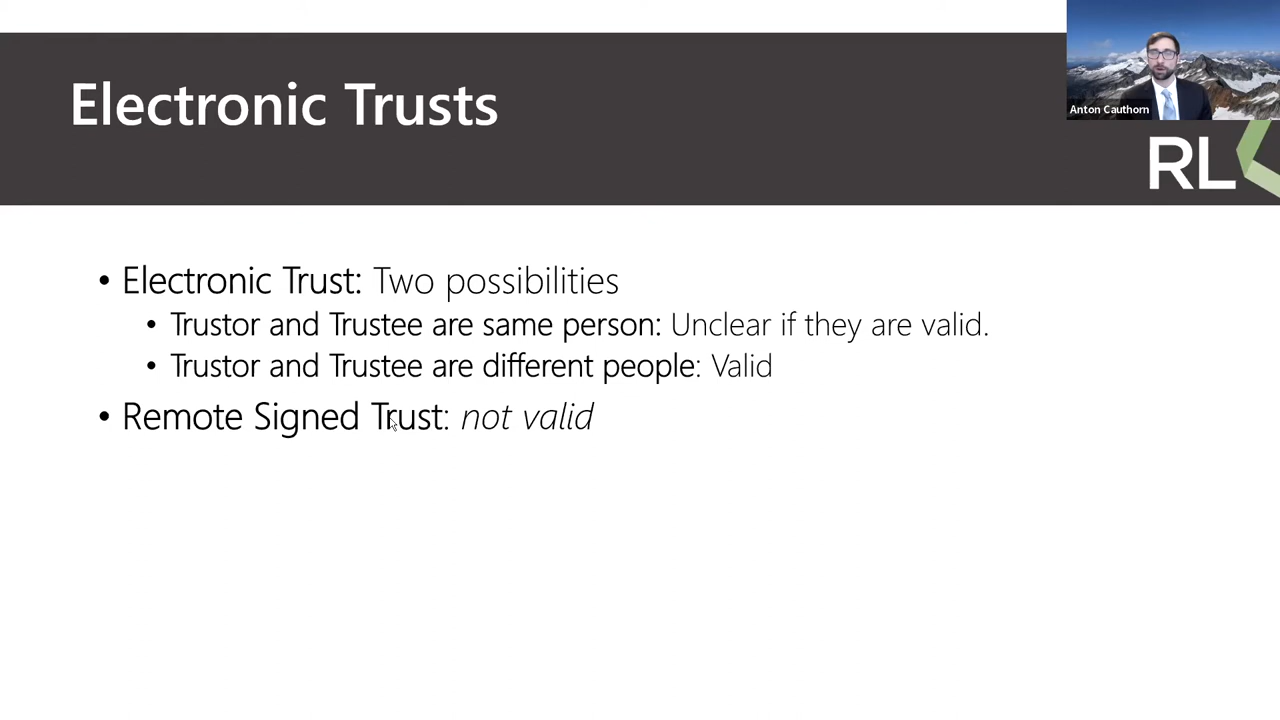 Electronic Trusts
Anton Cauthorn
RL
• Electronic Trust: Two possibilities
• Trustor and Trustee are same person: Unclear if they are valid.
• Trustor and Trustee are different people: Valid
• Remote Signed Trust: not valid